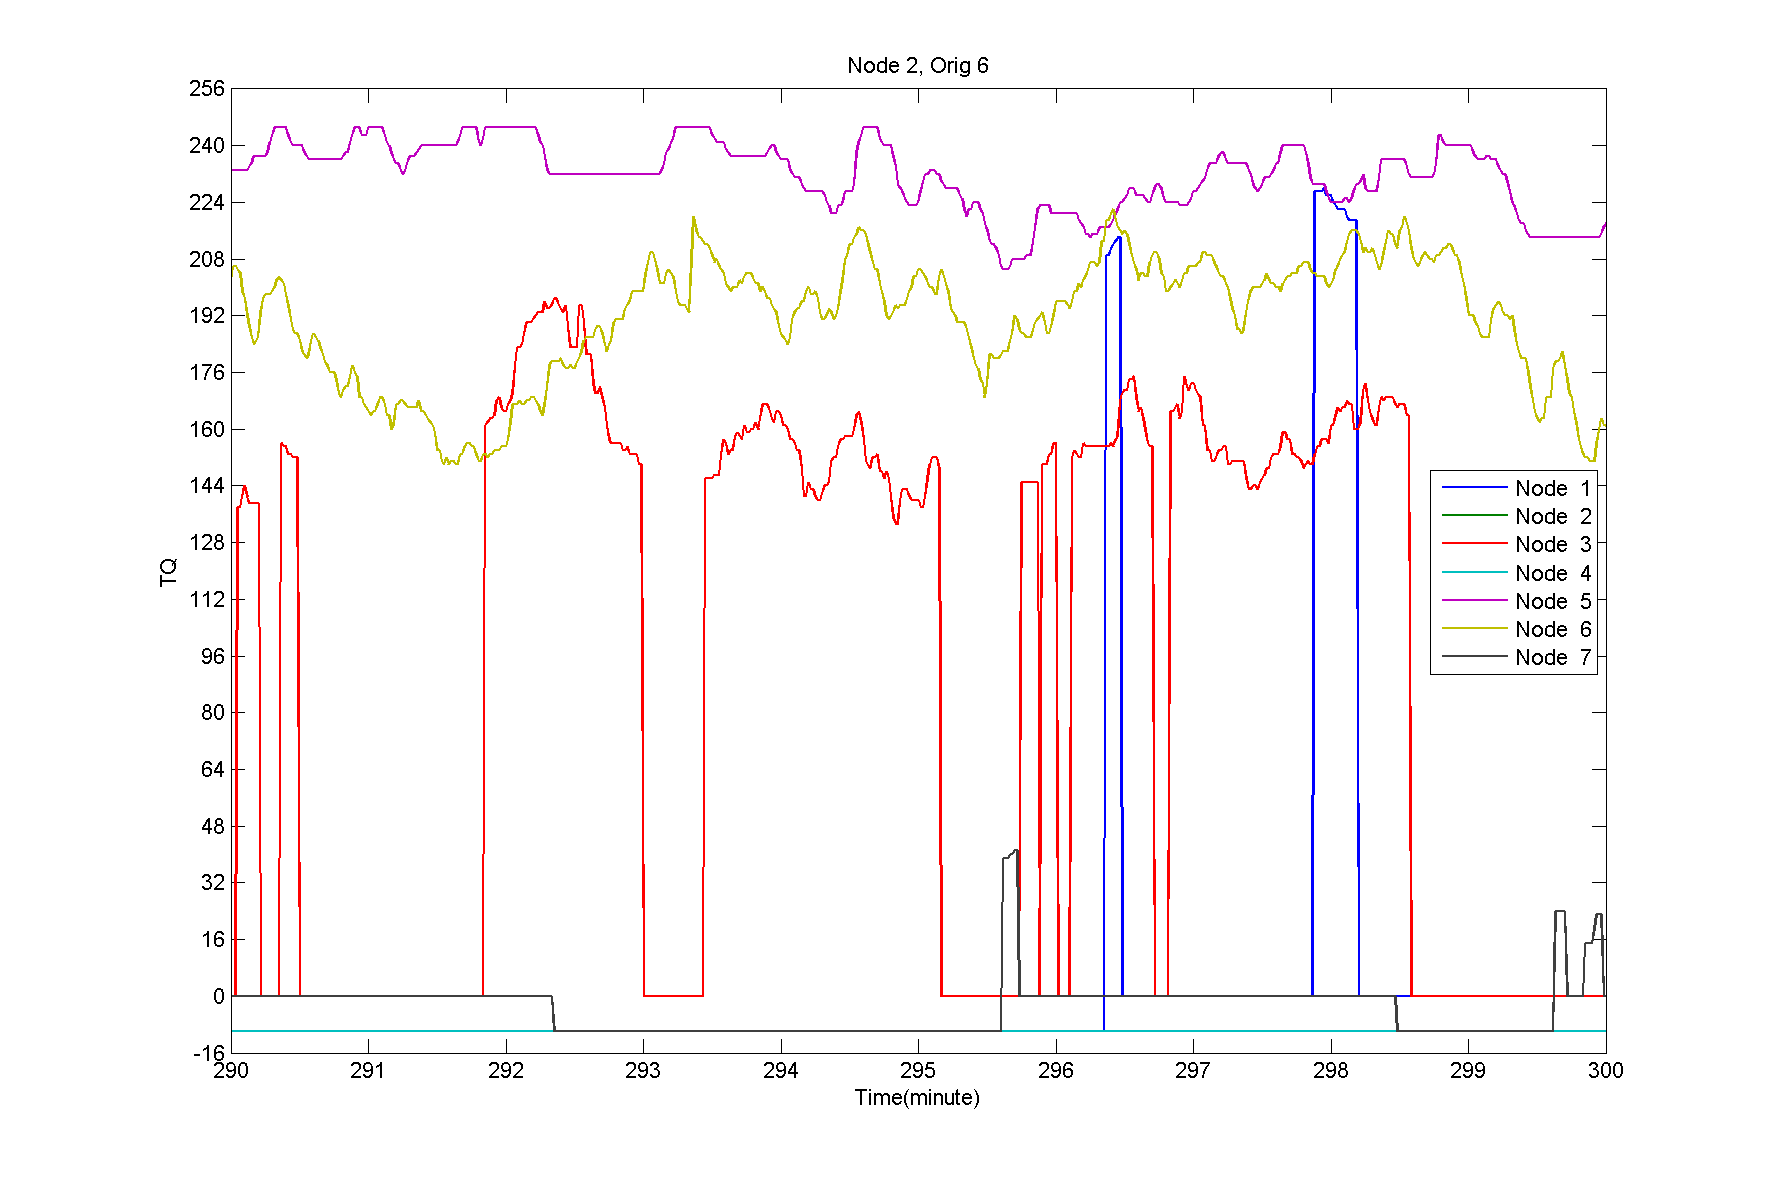 Node 2, Orig 6
256
240
224
208
192
176
160
144
128
112
96
80
64
48
32
16
0
-16
TQ
Node 1
Node 2
Node 3
Node 4
Node 5
Node 6
Node 7
290 291 292 293 294 295 296 297 298 299 300
Time(minute)